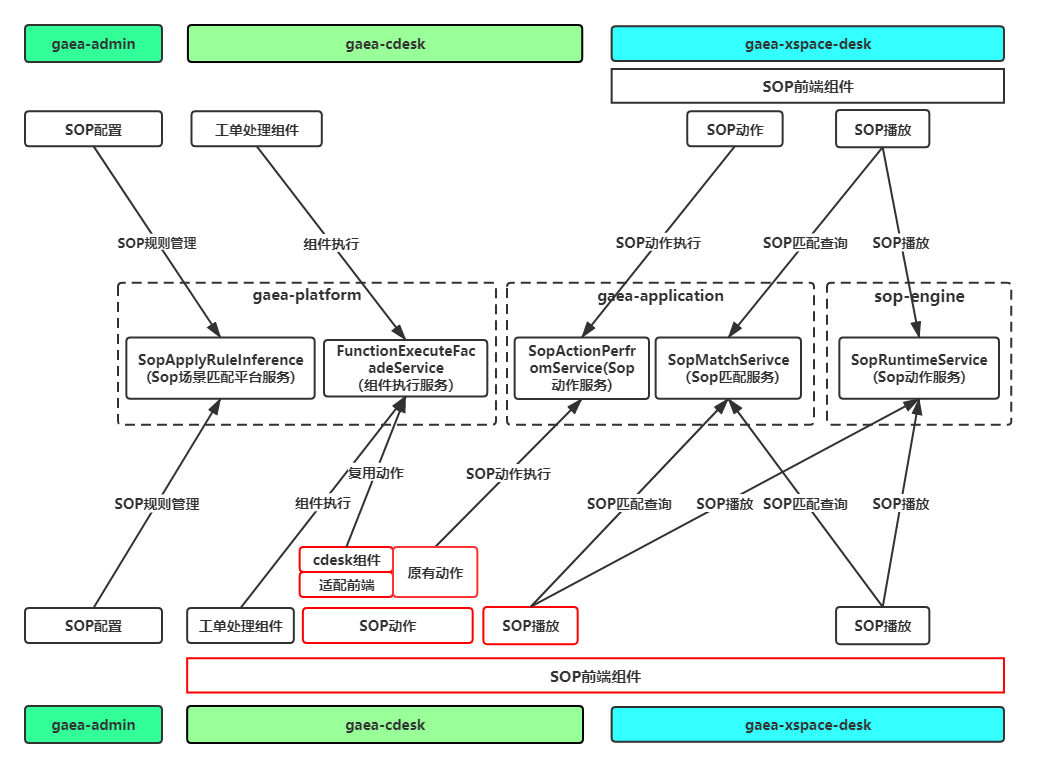 gaea-admin
gaea-cdesk
gaea-xspace-desk
SOP前端组件
SOP配置
工单处理组件
SOP动作
SOP播放
SOP规则管理
组件执行
SOP动作执行
SOP匹配查询
SOP播放
gaea-platform
gaea-application
sop-engine
SopApplyRuleInference
(Sop场景匹配平台服务)
FunctionExecuteFac
adeService
(组件执行服务)
SopActionPerfr
omService(Sop
动作服务)
SopMatchSerivce
(Sop匹配服务)
SopRuntimeService
(Sop动作服务)
复用动作
SOP动作执行
SOP规则管理
组件执行
SOP匹配查询
SOP播放
SOP匹配查询
SOP播放
cdesk组件
适配前端
原有动作
SOP配置
工单处理组件
SOP动作
SOP播放
SOP播放
SOP前端组件
gaea-admin
gaea-cdesk
gaea-xspace-desk